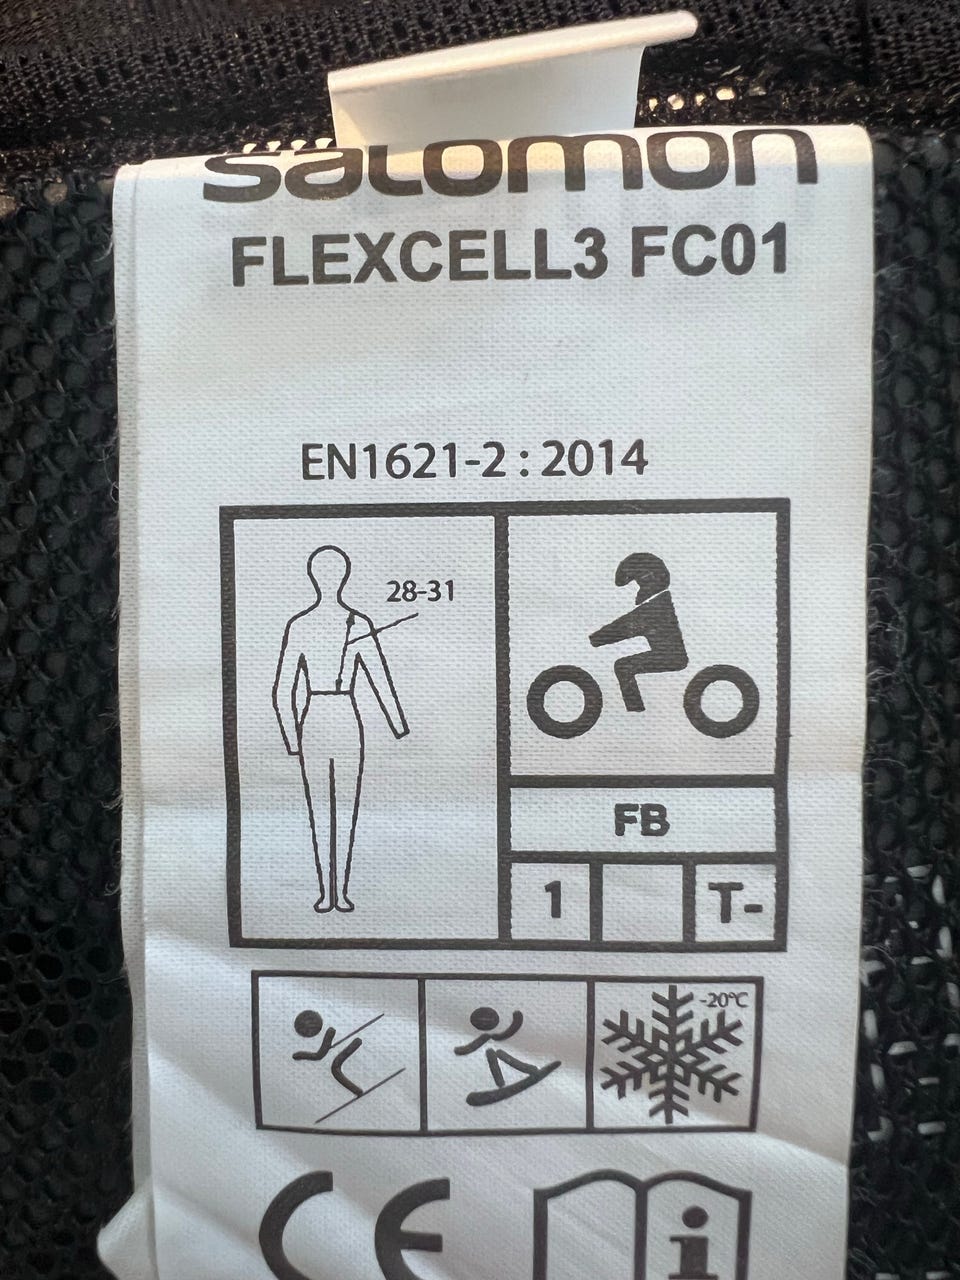 salomon
FLEXCELL3 FC01
EN1621-2 : 2014
28-31
FB
1
T-
-20°C
CE
i